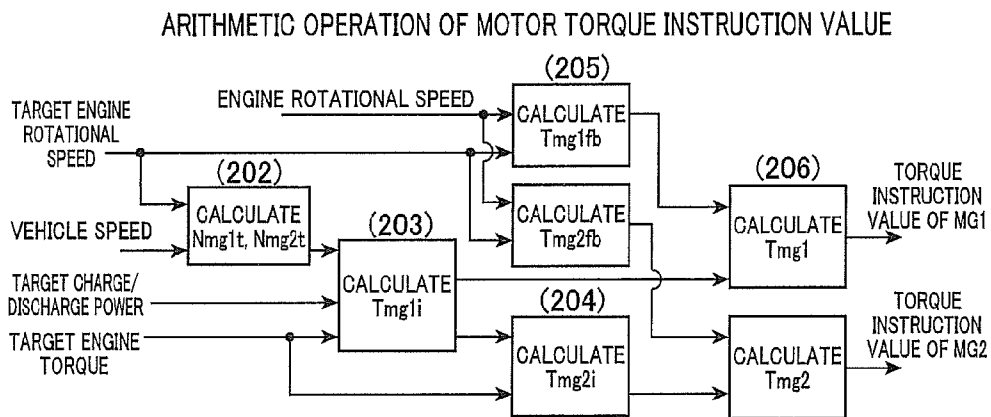 ARITHMETIC OPERATION OF MOTOR TORQUE INSTRUCTION VALUE
(205)
ENGINE ROTATIONAL SPEED
TARGET ENGINE
ROTATIONAL
SPEED
CALCULATE
Tmg1fb
(202)
CALCULATE
Nmg1t, Nmg2t
VEHICLE SPEED
(203)
CALCULATE
Tmg1i
CALCULATE
Tmg2fb
(206)
CALCULATE
Tmg1
TORQUE
INSTRUCTION
VALUE OF MG1
TARGET CHARGE/
DISCHARGE POWER
TARGET ENGINE
TORQUE
(204)
CALCULATE
Tmg2i
CALCULATE
Tmg2
TORQUE
INSTRUCTION
VALUE OF MG2